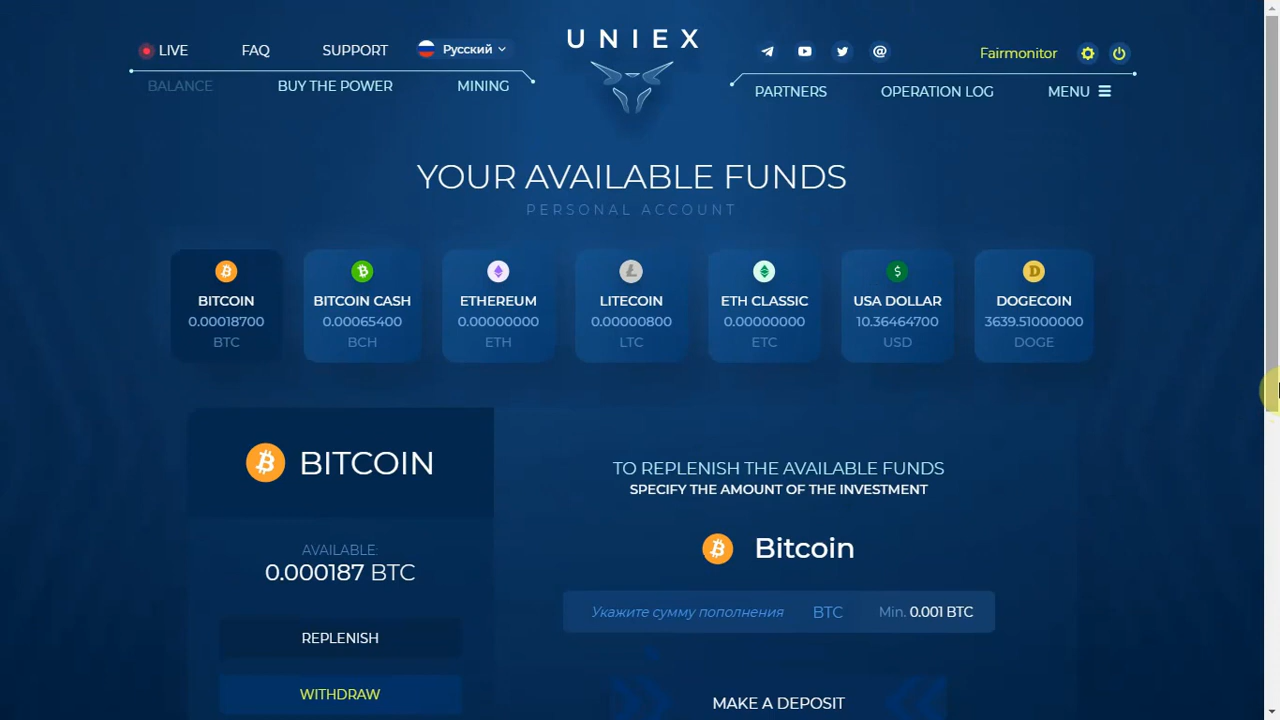 UNIEX
LIVE FAQ SUPPORT Русский
Fairmonitor
BALANCE BUY THE POWER MINING
PARTNERS OPERATION LOG MENU
YOUR AVAILABLE FUNDS
PERSONAL ACCOUNT
BITCOIN BITCOIN CASH ETHEREUM LITECOIN ETH CLASSIC USA DOLLAR DOGECOIN
0.00018700 0.00065400 0.00000000 0.00000800 0.00000000 10.36464700 3639.51000000
BTC BCH ETH LTC ETC USD DOGE
BITCOIN
AVAILABLE:
0.000187 BTC
REPLENISH
WITHDRAW
TO REPLENISH THE AVAILABLE FUNDS
SPECIFY THE AMOUNT OF THE INVESTMENT
Bitcoin
Укажите сумму пополнения BTC Min. 0.001 BTC
MAKE A DEPOSIT